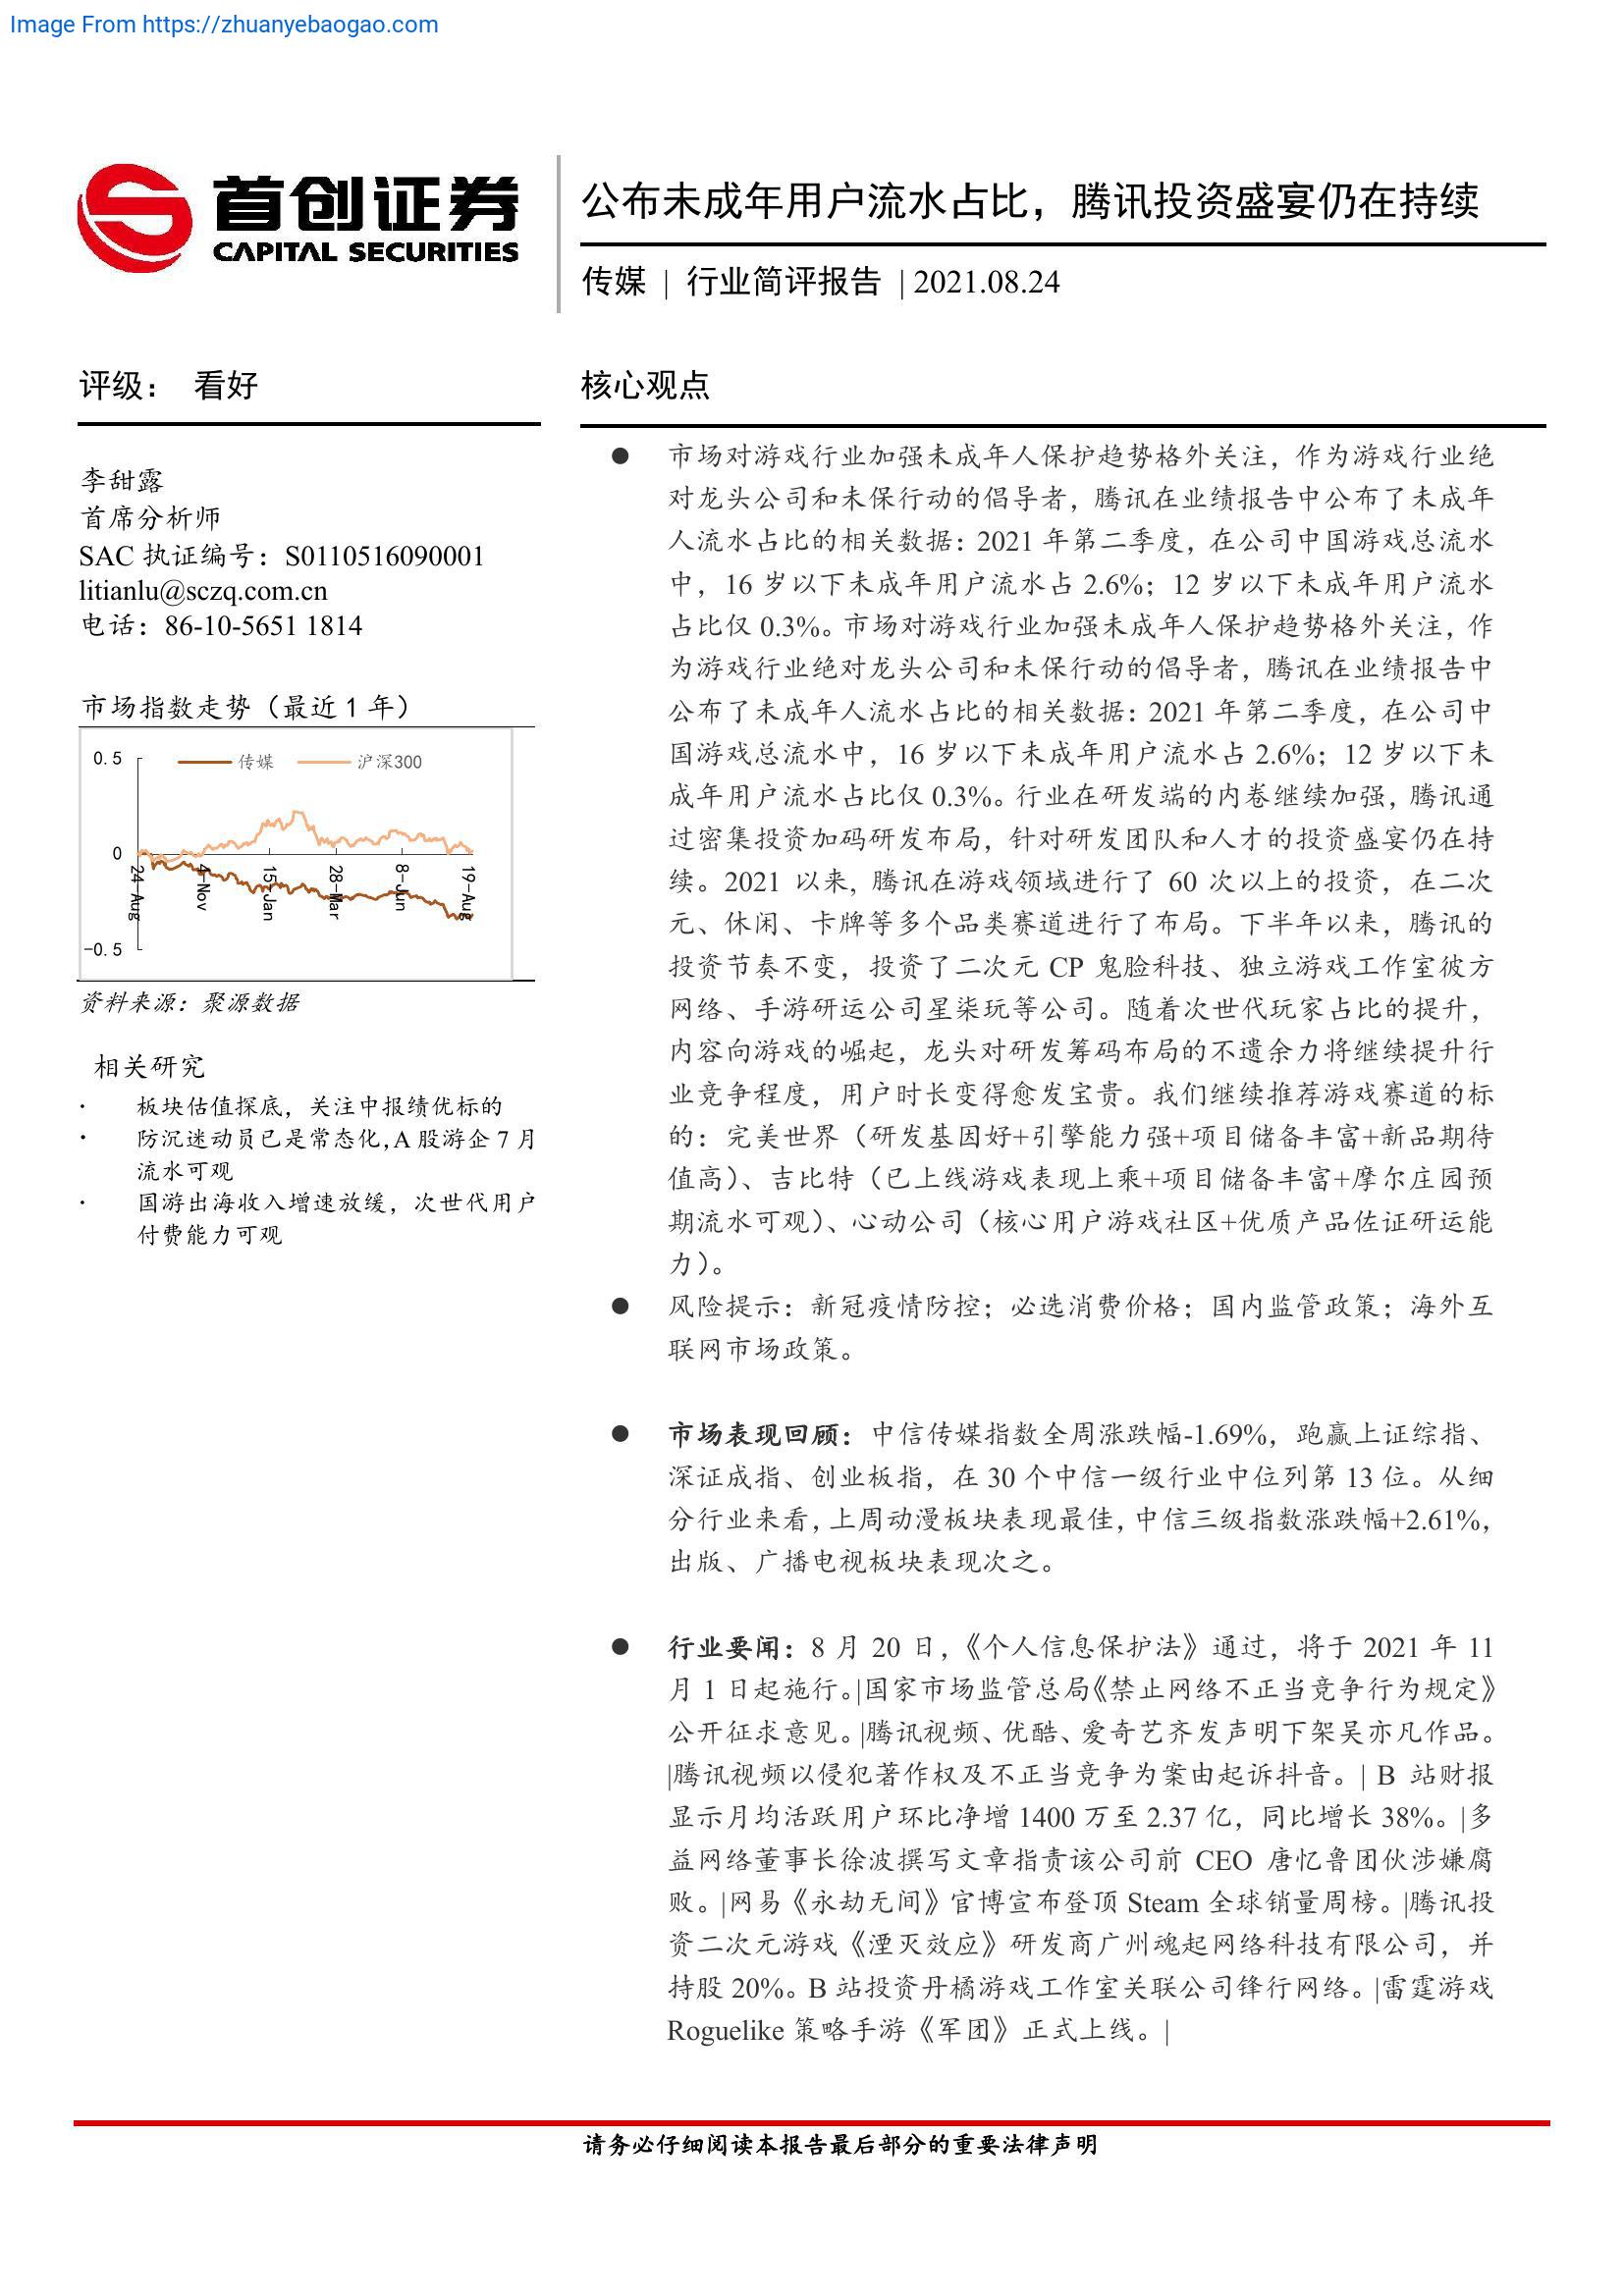 Image From https://zhuanyebaogao.com
首创证券
CAPITAL SECURITIES
公布未成年用户流水占比，腾讯投资盛宴仍在持续
传媒 | 行业简评报告 | 2021.08.24
评级： 看好
李甜露
首席分析师
SAC 执证编号：S0110516090001
litianlu@sczq.com.cn
电话：86-10-5651 1814
市场指数走势（最近 1 年）
传媒 沪深300
0.5
0
-0.5
24-Aug 4-Nov 15-Jan 28-Mar 8-Jun 19-Aug
资料来源：聚源数据
相关研究
· 板块估值探底，关注中报绩优标的
· 防沉迷动员已是常态化,A 股游企 7 月
流水可观
· 国游出海收入增速放缓，次世代用户
付费能力可观
核心观点
● 市场对游戏行业加强未成年人保护趋势格外关注，作为游戏行业绝
对龙头公司和未保行动的倡导者，腾讯在业绩报告中公布了未成年
人流水占比的相关数据：2021 年第二季度，在公司中国游戏总流水
中，16 岁以下未成年用户流水占 2.6%；12 岁以下未成年用户流水
占比仅 0.3%。市场对游戏行业加强未成年人保护趋势格外关注，作
为游戏行业绝对龙头公司和未保行动的倡导者，腾讯在业绩报告中
公布了未成年人流水占比的相关数据：2021 年第二季度，在公司中
国游戏总流水中，16 岁以下未成年用户流水占 2.6%；12 岁以下未
成年用户流水占比仅 0.3%。行业在研发端的内卷继续加强，腾讯通
过密集投资加码研发布局，针对研发团队和人才的投资盛宴仍在持
续。2021 以来, 腾讯在游戏领域进行了 60 次以上的投资，在二次
元、休闲、卡牌等多个品类赛道进行了布局。下半年以来，腾讯的
投资节奏不变，投资了二次元 CP 鬼脸科技、独立游戏工作室彼方
网络、手游研运公司星柒玩等公司。随着次世代玩家占比的提升，
内容向游戏的崛起，龙头对研发筹码布局的不遗余力将继续提升行
业竞争程度，用户时长变得愈发宝贵。我们继续推荐游戏赛道的标
的：完美世界（研发基因好+引擎能力强+项目储备丰富+新品期待
值高）、吉比特（已上线游戏表现上乘+项目储备丰富+摩尔庄园预
期流水可观）、心动公司（核心用户游戏社区+优质产品佐证研运能
力）。
● 风险提示：新冠疫情防控；必选消费价格；国内监管政策；海外互
联网市场政策。
● 市场表现回顾：中信传媒指数全周涨跌幅-1.69%，跑赢上证综指、
深证成指、创业板指，在 30 个中信一级行业中位列第 13 位。从细
分行业来看，上周动漫板块表现最佳，中信三级指数涨跌幅+2.61%，
出版、广播电视板块表现次之。
● 行业要闻：8 月 20 日，《个人信息保护法》通过，将于 2021 年 11
月 1 日起施行。|国家市场监管总局《禁止网络不正当竞争行为规定》
公开征求意见。|腾讯视频、优酷、爱奇艺齐发声明下架吴亦凡作品。
|腾讯视频以侵犯著作权及不正当竞争为案由起诉抖音。| B 站财报
显示月均活跃用户环比净增 1400 万至 2.37 亿，同比增长 38%。|多
益网络董事长徐波撰写文章指责该公司前 CEO 唐忆鲁团伙涉嫌腐
败。|网易《永劫无间》官博宣布登顶 Steam 全球销量周榜。|腾讯投
资二次元游戏《湮灭效应》研发商广州魂起网络科技有限公司，并
持股 20%。B 站投资丹橘游戏工作室关联公司锋行网络。|雷霆游戏
Roguelike 策略手游《军团》正式上线。|
请务必仔细阅读本报告最后部分的重要法律声明